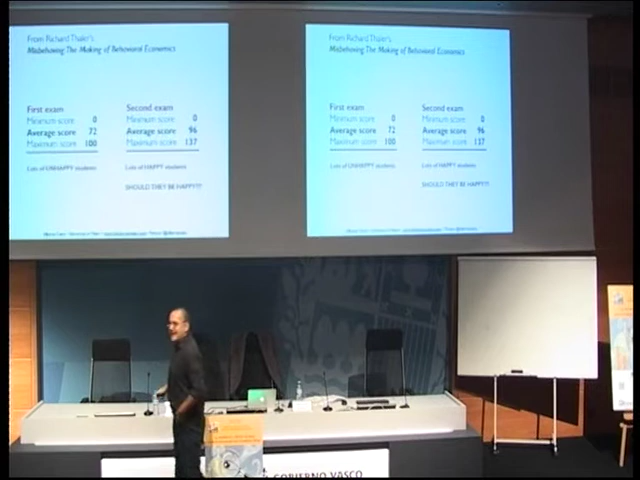 From Richard Thaler's
Misbehaving The Making of Behavioral Economics
First exam
Minimum score 0
Average score 72
Maximum score 100
Lots of UNHAPPY students
Second exam
Minimum score 0
Average score 96
Maximum score 137
Lots of HAPPY students
SHOULD THEY BE HAPPY?!?!
From Richard Thaler's
Misbehaving The Making of Behavioral Economics
First exam
Minimum score 0
Average score 72
Maximum score 100
Lots of UNHAPPY students
Second exam
Minimum score 0
Average score 96
Maximum score 137
Lots of HAPPY students
SHOULD THEY BE HAPPY?!?!
GOBIERNO VASCO